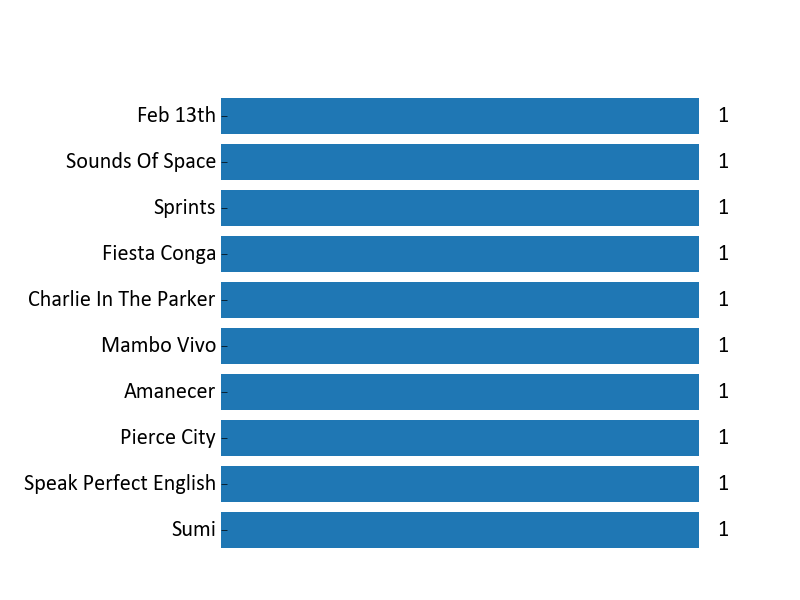 Feb 13th 1
Sounds Of Space 1
Sprints 1
Fiesta Conga 1
Charlie In The Parker 1
Mambo Vivo 1
Amanecer 1
Pierce City 1
Speak Perfect English 1
Sumi 1